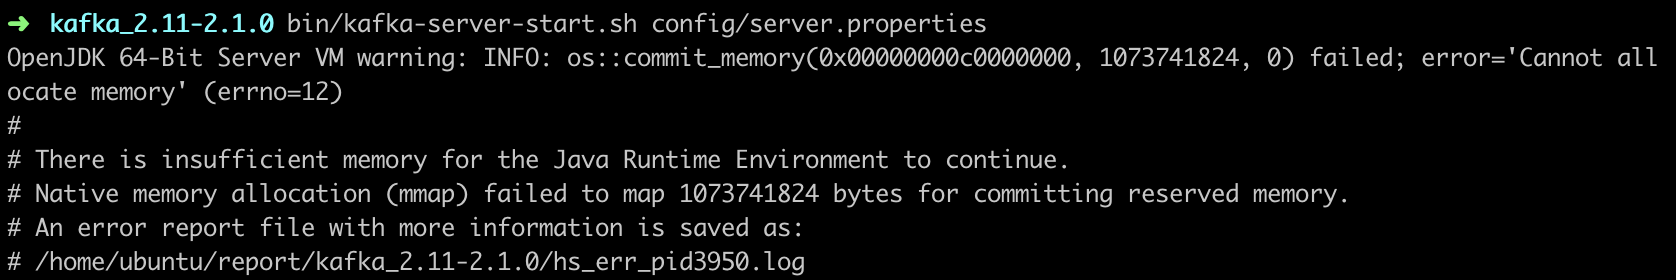 ➜ kafka_2.11-2.1.0 bin/kafka-server-start.sh config/server.properties
OpenJDK 64-Bit Server VM warning: INFO: os::commit_memory(0x00000000c0000000, 1073741824, 0) failed; error='Cannot all
ocate memory' (errno=12)
#
# There is insufficient memory for the Java Runtime Environment to continue.
# Native memory allocation (mmap) failed to map 1073741824 bytes for committing reserved memory.
# An error report file with more information is saved as:
# /home/ubuntu/report/kafka_2.11-2.1.0/hs_err_pid3950.log